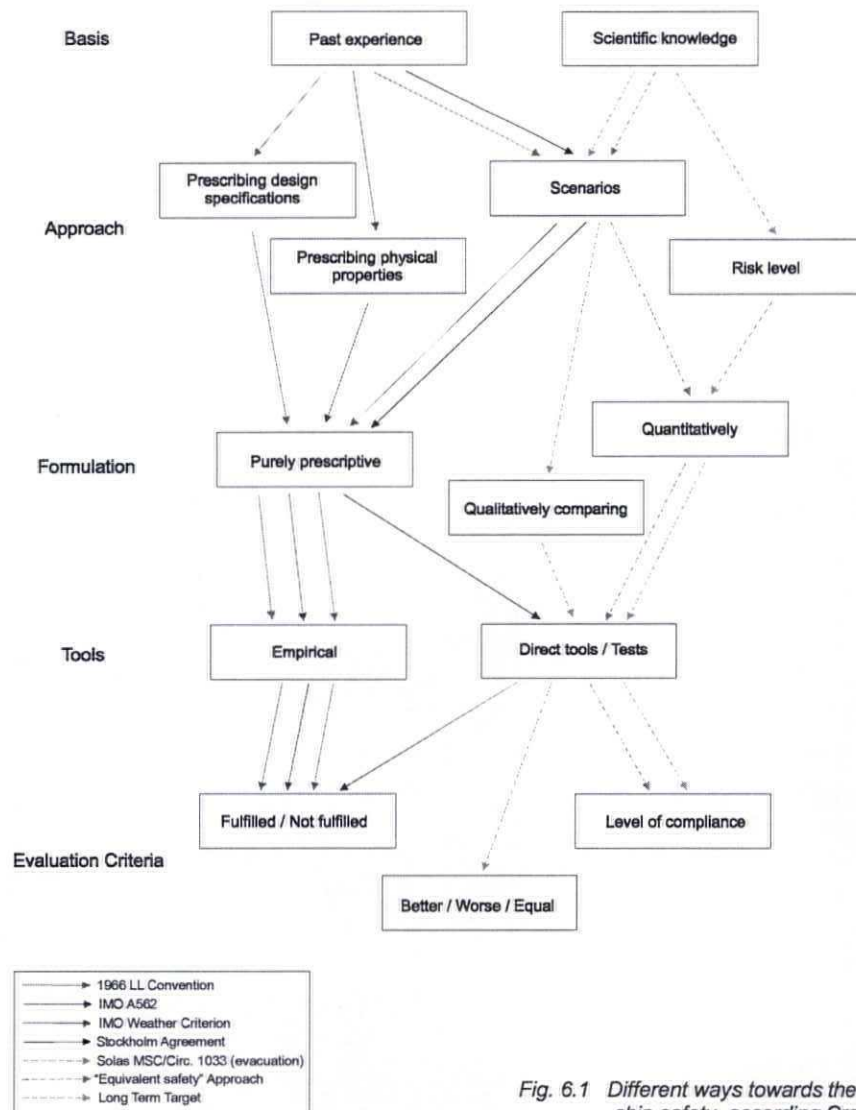 Basis
Past experience
Scientific knowledge
Prescribing design
specifications
Scenarios
Approach
Prescribing physical
properties
Risk level
Purely prescriptive
Quantitatively
Formulation
Qualitatively comparing
Tools
Empirical
Direct tools / Tests
Fulfilled / Not fulfilled
Level of compliance
Evaluation Criteria
Better / Worse / Equal
1966 LL Convention
IMO A562
IMO Weather Criterion
Stockholm Agreement
Solas MSC/Circ. 1033 (evacuation)
"Equivalent safety" Approach
Long Term Target
Fig. 6.1 Different ways towards the